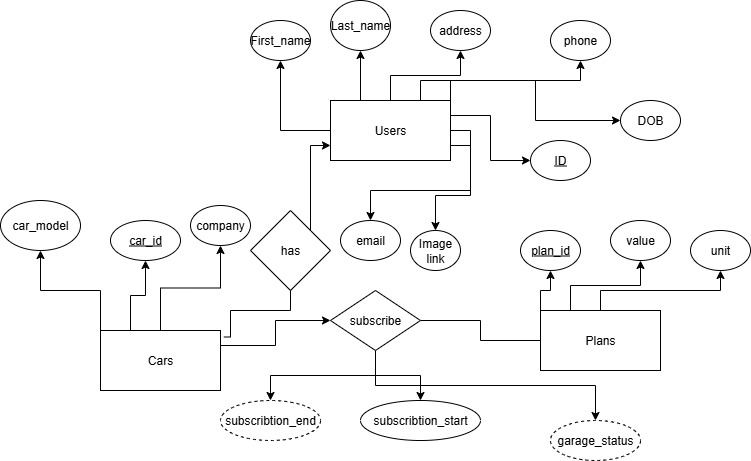 Last_name
First_name
address
phone
DOB
Users
ID
car_model
car_id
company
has
email
Image
link
plan_id
value
unit
subscribe
Cars
Plans
subscribtion_end
subscribtion_start
garage_status